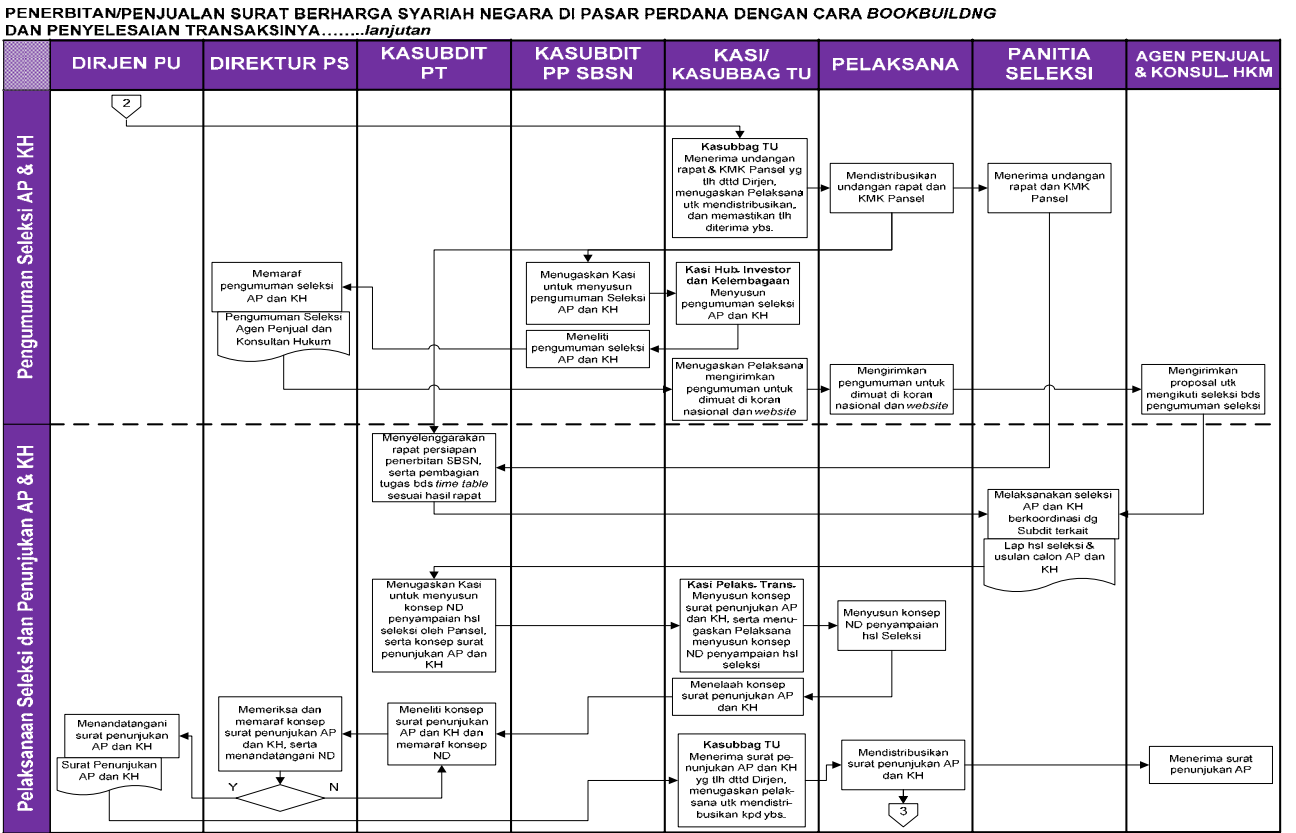 PENERBITAN/PENJUALAN SURAT BERHARGA SYARIAH NEGARA DI PASAR PERDANA DENGAN CARA BOOKBUILDNG
DAN PENYELESAIAN TRANSAKSINYA........lanjutan
DIRJEN PU
DIREKTUR PS
KASUBDIT
PT
KASUBDIT
PP SBSN
KASI/
KASUBBAG TU
PELAKSANA
PANITIA
SELEKSI
AGEN PENJUAL
& KONSUL. HKM
Pengumuman Seleksi AP & KH
2
Kasubbag TU
Menerima undangan
rapat & KMK Pansel yg
tlh dttd Dirjen,
menugaskan Pelaksana
utk mendistribusikan,
dan memastikan tlh
diterima ybs.
Mendistribusikan
undangan rapat dan
KMK Pansel
Menerima undangan
rapat dan KMK
Pansel
Memaraf
pengumuman seleksi
AP dan KH
Pengumuman Seleksi
Agen Penjual dan
Konsultan Hukum
Menugaskan Kasi
untuk menyusun
pengumuman Seleksi
AP dan KH
Kasi Hub. Investor
dan Kelembagaan
Menyusun
pengumuman seleksi
AP dan KH
Meneliti
pengumuman seleksi
AP dan KH
Menugaskan Pelaksana
mengirimkan
pengumuman untuk
dimuat di koran
nasional dan website
Mengirimkan
pengumuman untuk
dimuat di koran
nasional dan website
Mengirimkan
proposal utk
mengikuti seleksi bds
pengumuman seleksi
Pelaksanaan Seleksi dan Penunjukan AP & KH
Menyelenggarakan
rapat persiapan
penerbitan SBSN,
serta pembagian
tugas bds time table
sesuai hasil rapat
Melaksanakan seleksi
AP dan KH
berkoordinasi dg
Subdit terkait
Lap hsl seleksi &
usulan calon AP dan
KH
Menugaskan Kasi
untuk menyusun
konsep ND
penyampaian hsl
seleksi oleh Pansel,
serta konsep surat
penunjukan AP dan
KH
Kasi Pelaks. Trans.
Menyusun konsep
surat penunjukan AP
dan KH, serta menu-
gaskan Pelaksana
menyusun konsep
ND penyampaian hsl
seleksi
Menyusun konsep
ND penyampaian
hsl Seleksi
Menelaah konsep
surat penunjukan AP
dan KH
Meneliti konsep
surat penunjukan
AP dan KH dan
memaraf konsep
ND
Memeriksa dan
memaraf konsep
surat penunjukan AP
dan KH, serta
menandatangani ND
Y
N
Menandatangani
surat penunjukan
AP dan KH
Surat Penunjukan
AP dan KH
Kasubbag TU
Menerima surat pe-
nunjukan AP dan KH
yg tlh dttd Dirjen,
menugaskan pelak-
sana utk mendistri-
busikan kpd ybs.
Mendistribusikan
surat penunjukan AP
dan KH
Menerima surat
penunjukan AP
3